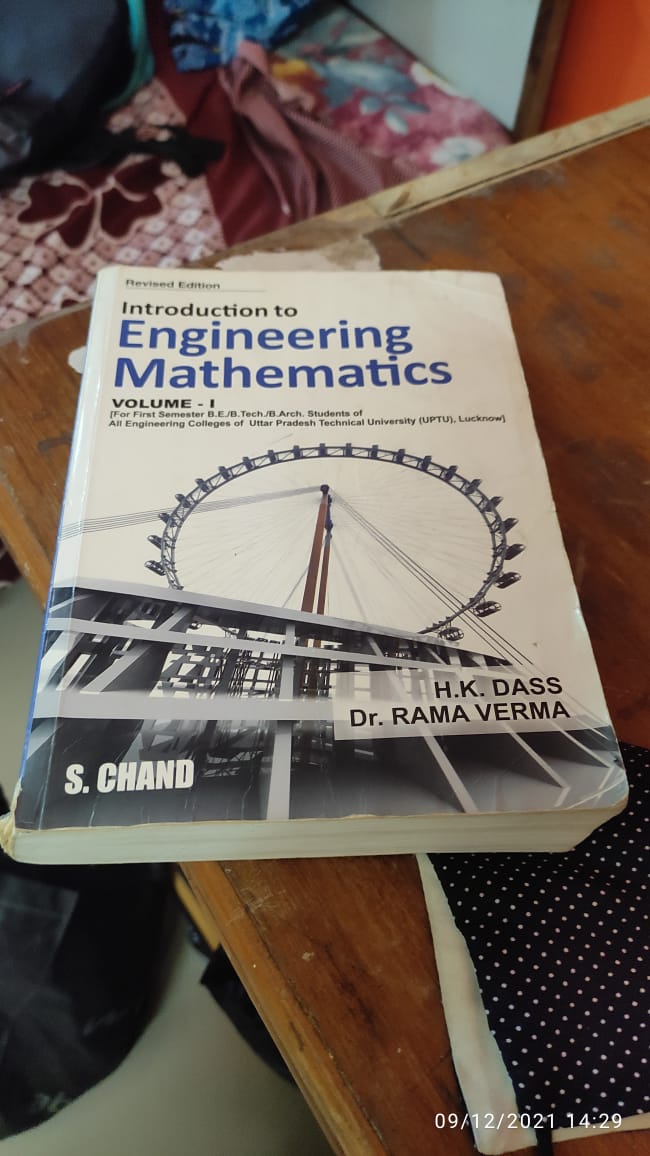 Revised Edition
Introduction to
Engineering
Mathematics
VOLUME - I
[For First Semester B.E./B.Tech./B.Arch. Students of
All Engineering Colleges of Uttar Pradesh Technical University (UPTU), Lucknow]
H.K. DASS
Dr. RAMA VERMA
S. CHAND
09/12/2021 14:29